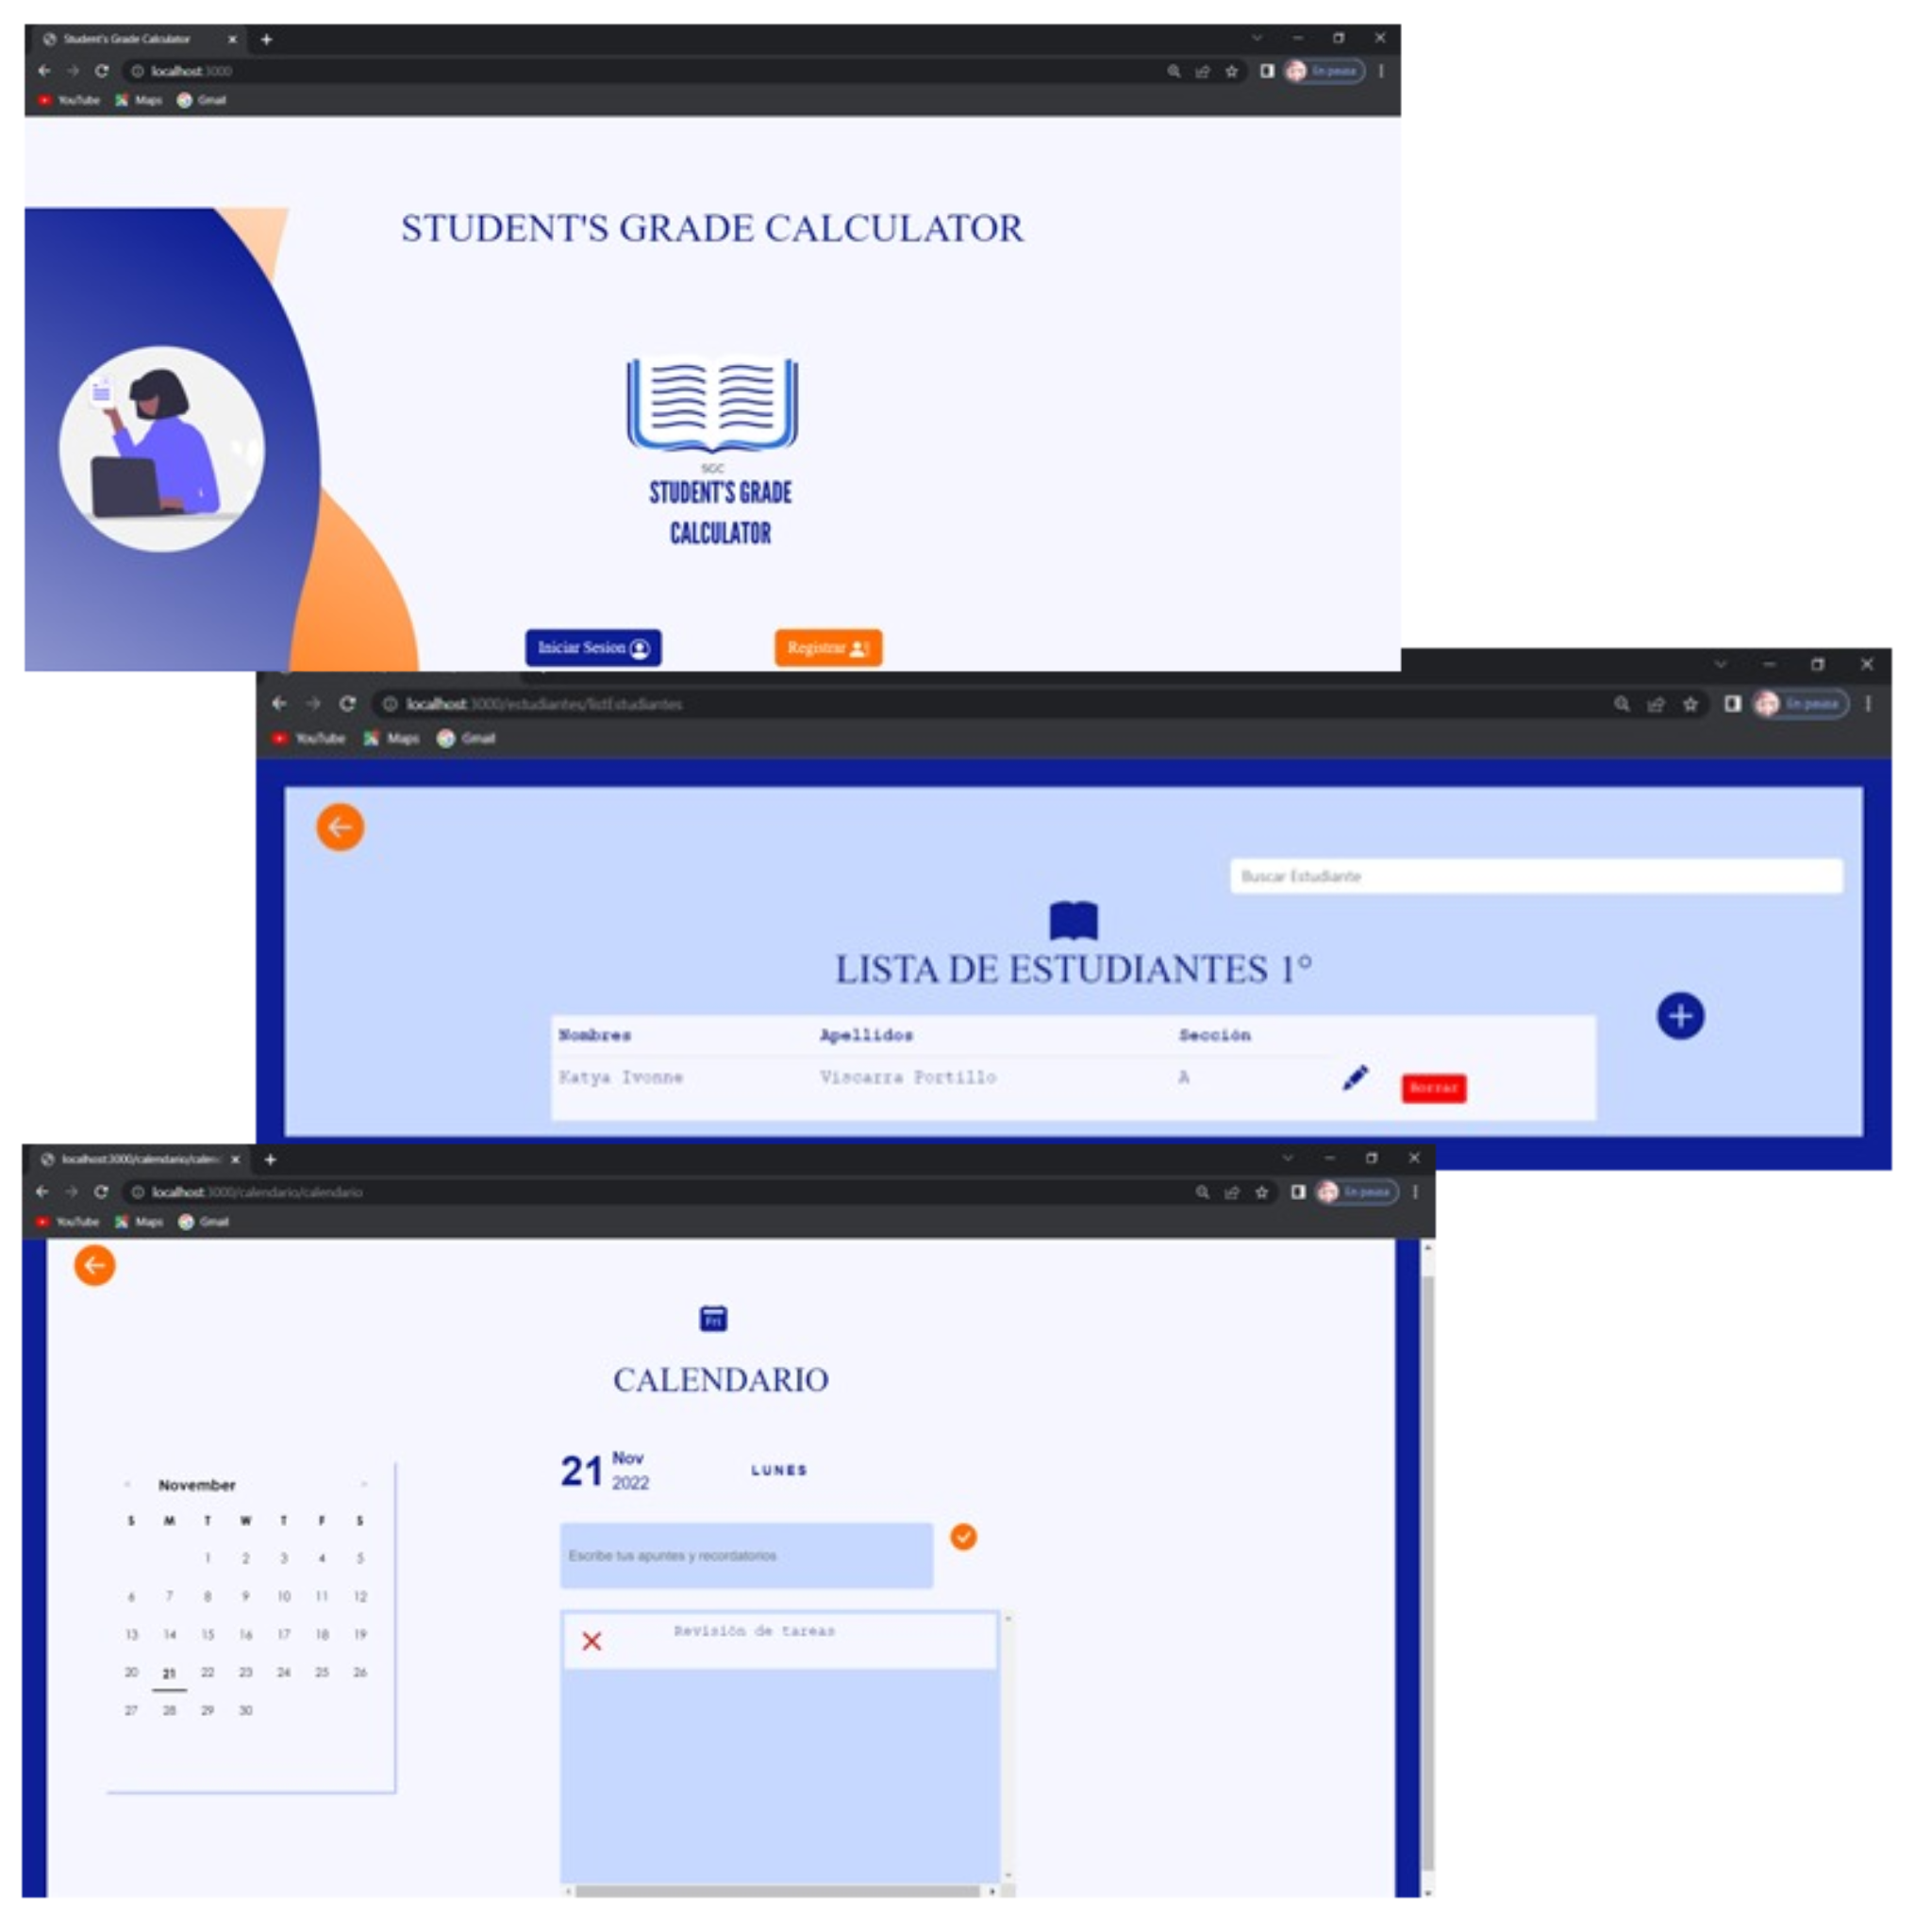 Student's Grade Calculator
localhost:3000
YouTube Maps Gmail
En pausa
STUDENT'S GRADE CALCULATOR
SGC
STUDENT'S GRADE
CALCULATOR
Iniciar Sesion
Registrar
localhost:3000/estudiantes/listEstudiantes
En pausa
YouTube Maps Gmail
Buscar Estudiante
LISTA DE ESTUDIANTES 1°
Nombres Apellidos Sección
Katya Ivonne Viscarra Portillo A
Borrar
localhost:3000/calendario/calen
localhost:3000/calendario/calendario
En pausa
YouTube Maps Gmail
Fri
CALENDARIO
21 Nov
2022
LUNES
November
S M T W T F S
1 2 3 4 5
6 7 8 9 10 11 12
13 14 15 16 17 18 19
20 21 22 23 24 25 26
27 28 29 30
Escribe tus apuntes y recordatorios
Revisión de tareas